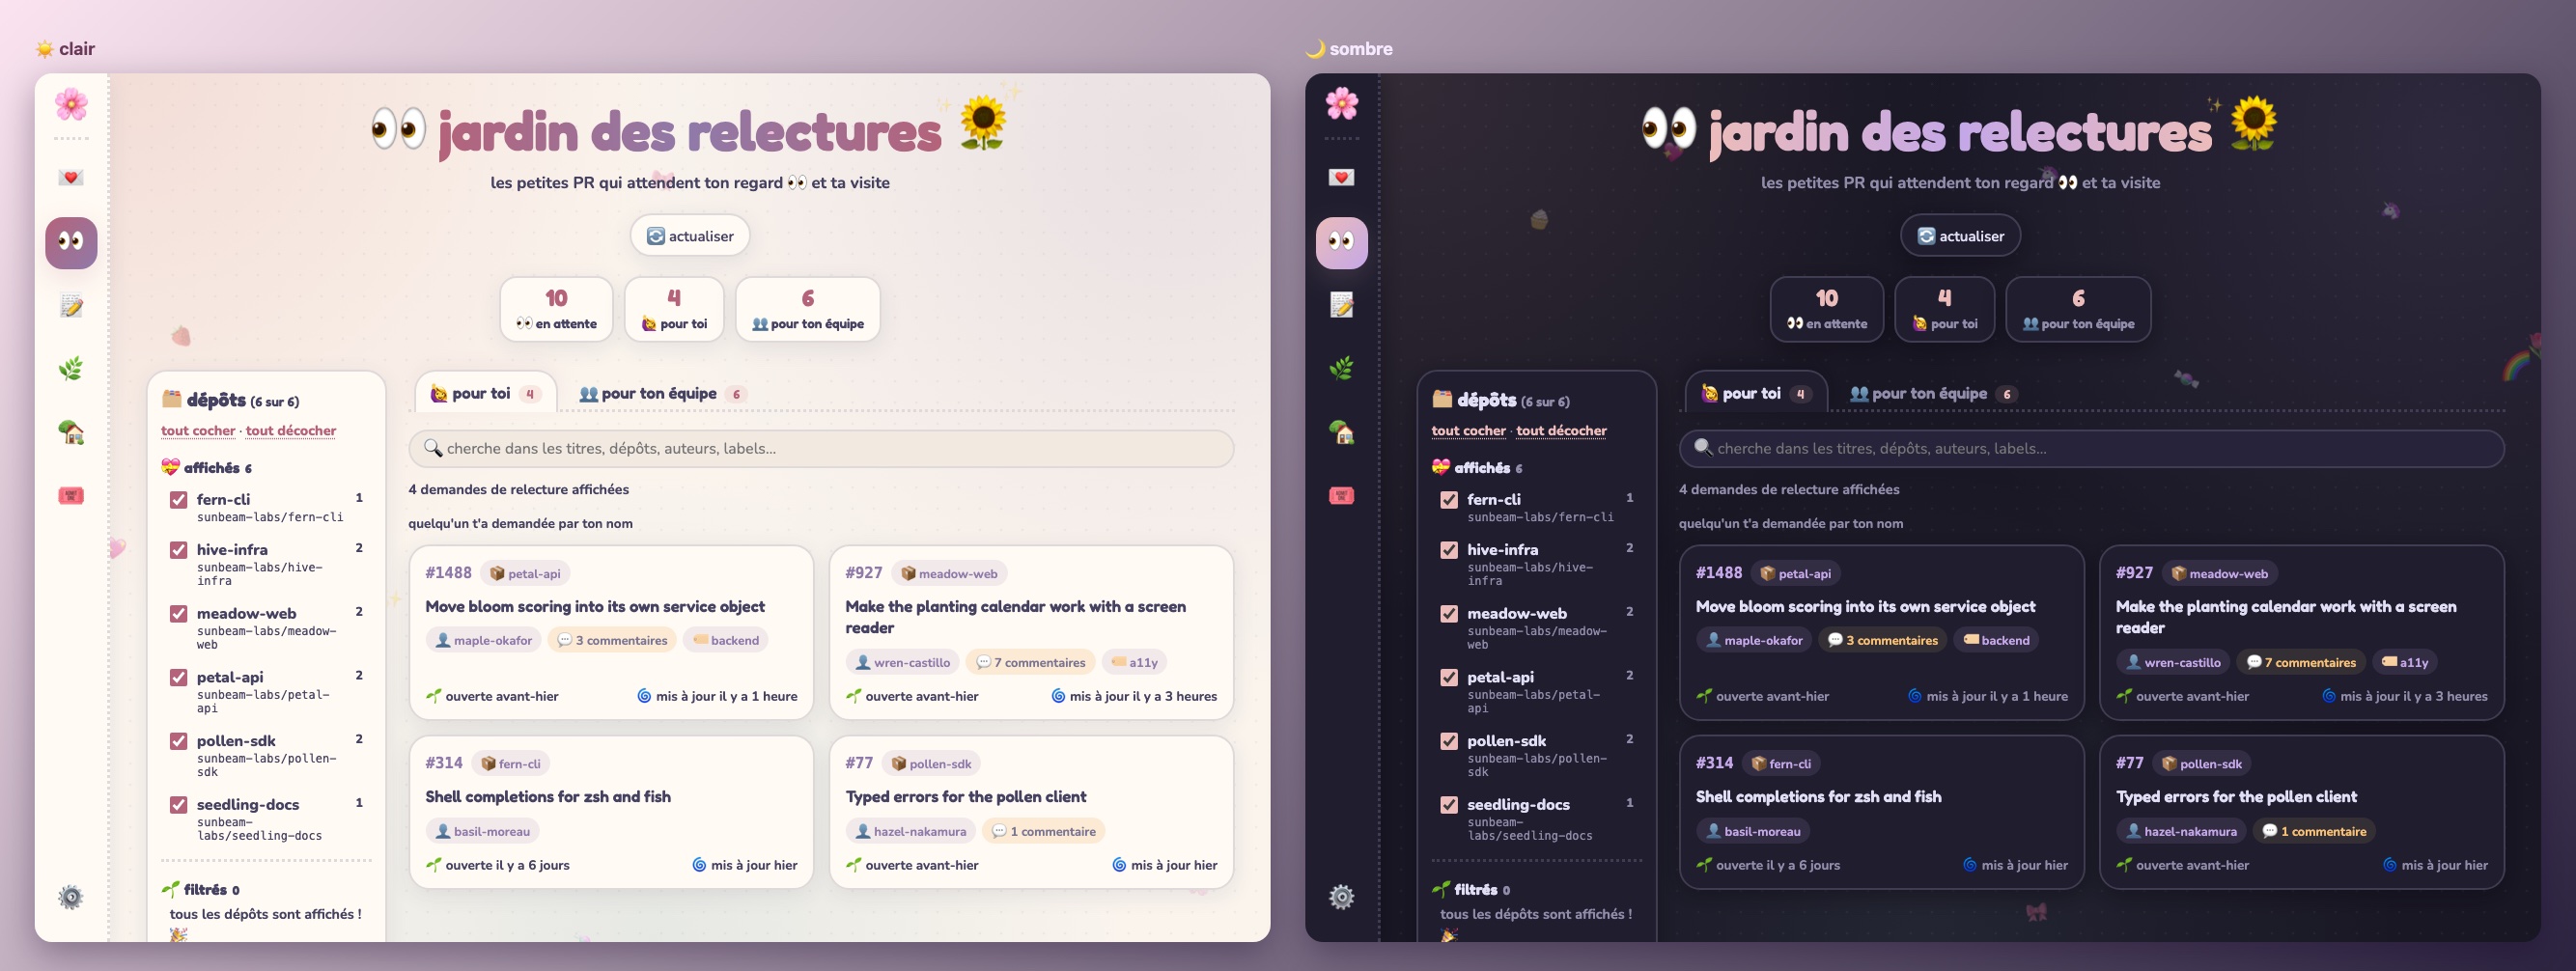 clair
jardin des relectures
les petites PR qui attendent ton regard 👀 et ta visite
actualiser
10
en attente
4
pour toi
6
pour ton équipe
dépôts (6 sur 6)
tout cocher · tout décocher
affichés 6
fern-cli 1
sunbeam-labs/fern-cli
hive-infra 2
sunbeam-labs/hive-
infra
meadow-web 2
sunbeam-labs/meadow-
web
petal-api 2
sunbeam-labs/petal-
api
pollen-sdk 2
sunbeam-labs/pollen-
sdk
seedling-docs 1
sunbeam-
labs/seedling-docs
filtrés 0
tous les dépôts sont affichés !
pour toi 4
pour ton équipe 6
cherche dans les titres, dépôts, auteurs, labels...
4 demandes de relecture affichées
quelqu'un t'a demandée par ton nom
#1488 petal-api
Move bloom scoring into its own service object
maple-okafor 3 commentaires backend
ouverte avant-hier mis à jour il y a 1 heure
#927 meadow-web
Make the planting calendar work with a screen
reader
wren-castillo 7 commentaires a11y
ouverte avant-hier mis à jour il y a 3 heures
#314 fern-cli
Shell completions for zsh and fish
basil-moreau
ouverte il y a 6 jours mis à jour hier
#77 pollen-sdk
Typed errors for the pollen client
hazel-nakamura 1 commentaire
ouverte avant-hier mis à jour hier
sombre
jardin des relectures
les petites PR qui attendent ton regard 👀 et ta visite
actualiser
10
en attente
4
pour toi
6
pour ton équipe
dépôts (6 sur 6)
tout cocher · tout décocher
affichés 6
fern-cli 1
sunbeam-labs/fern-cli
hive-infra 2
sunbeam-labs/hive-
infra
meadow-web 2
sunbeam-labs/meadow-
web
petal-api 2
sunbeam-labs/petal-
api
pollen-sdk 2
sunbeam-labs/pollen-
sdk
seedling-docs 1
sunbeam-
labs/seedling-docs
filtrés 0
tous les dépôts sont affichés !
pour toi 4
pour ton équipe 6
cherche dans les titres, dépôts, auteurs, labels...
4 demandes de relecture affichées
quelqu'un t'a demandée par ton nom
#1488 petal-api
Move bloom scoring into its own service object
maple-okafor 3 commentaires backend
ouverte avant-hier mis à jour il y a 1 heure
#927 meadow-web
Make the planting calendar work with a screen
reader
wren-castillo 7 commentaires a11y
ouverte avant-hier mis à jour il y a 3 heures
#314 fern-cli
Shell completions for zsh and fish
basil-moreau
ouverte il y a 6 jours mis à jour hier
#77 pollen-sdk
Typed errors for the pollen client
hazel-nakamura 1 commentaire
ouverte avant-hier mis à jour hier